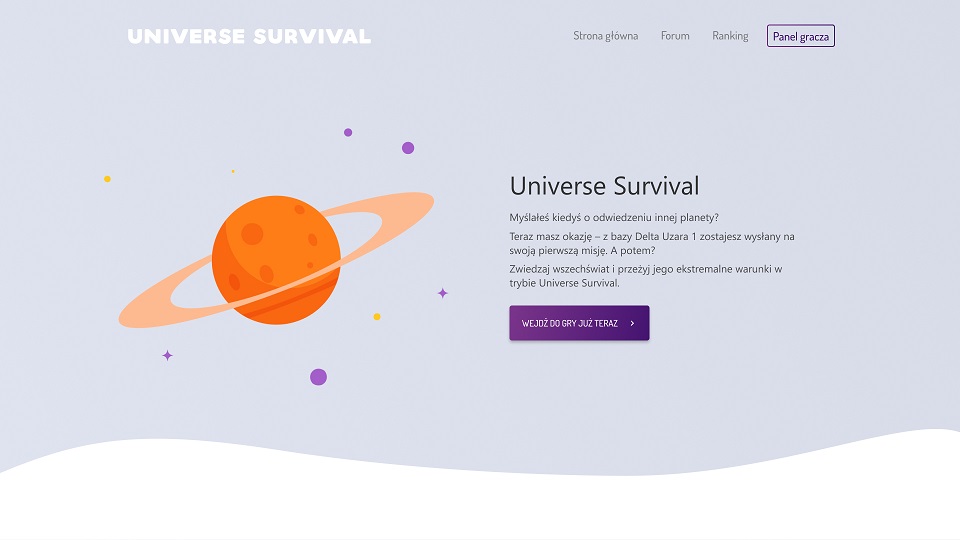 UNIVERSE SURVIVAL
Strona główna
Forum
Ranking
Panel gracza
Universe Survival
Myślałeś kiedyś o odwiedzeniu innej planety?
Teraz masz okazję – z bazy Delta Uzara 1 zostajesz wysłany na
swoją pierwszą misję. A potem?
Zwiedzaj wszechświat i przeżyj jego ekstremalne warunki w
trybie Universe Survival.
WEJDŹ DO GRY JUŻ TERAZ